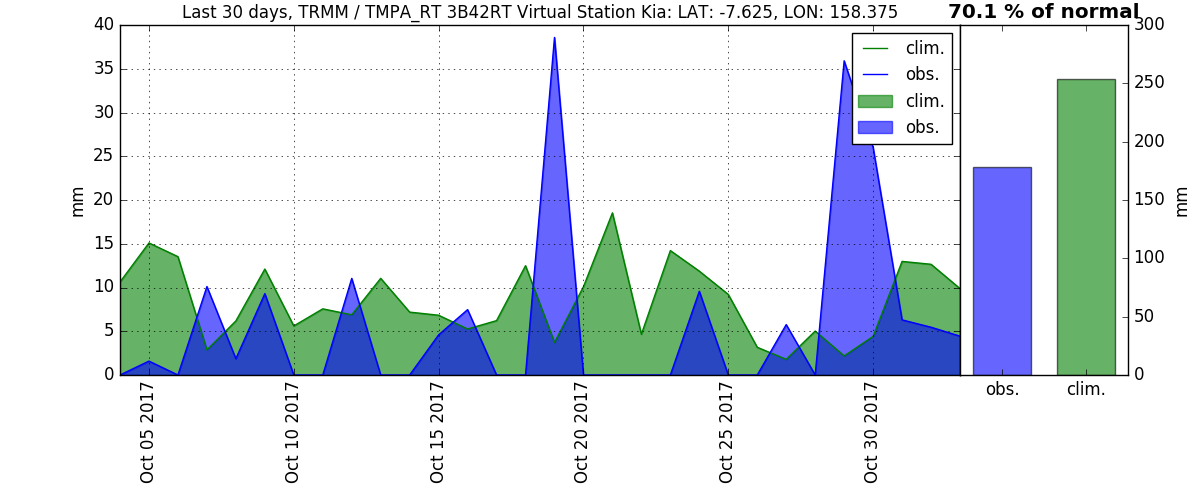 Last 30 days, TRMM / TMPA_RT 3B42RT Virtual Station Kia: LAT: -7.625, LON: 158.375
70.1 % of normal
40
35
30
25
20
15
10
5
0
mm
clim.
obs.
clim.
obs.
300
250
200
150
100
50
0
mm
Oct 05 2017
Oct 10 2017
Oct 15 2017
Oct 20 2017
Oct 25 2017
Oct 30 2017
obs.
clim.